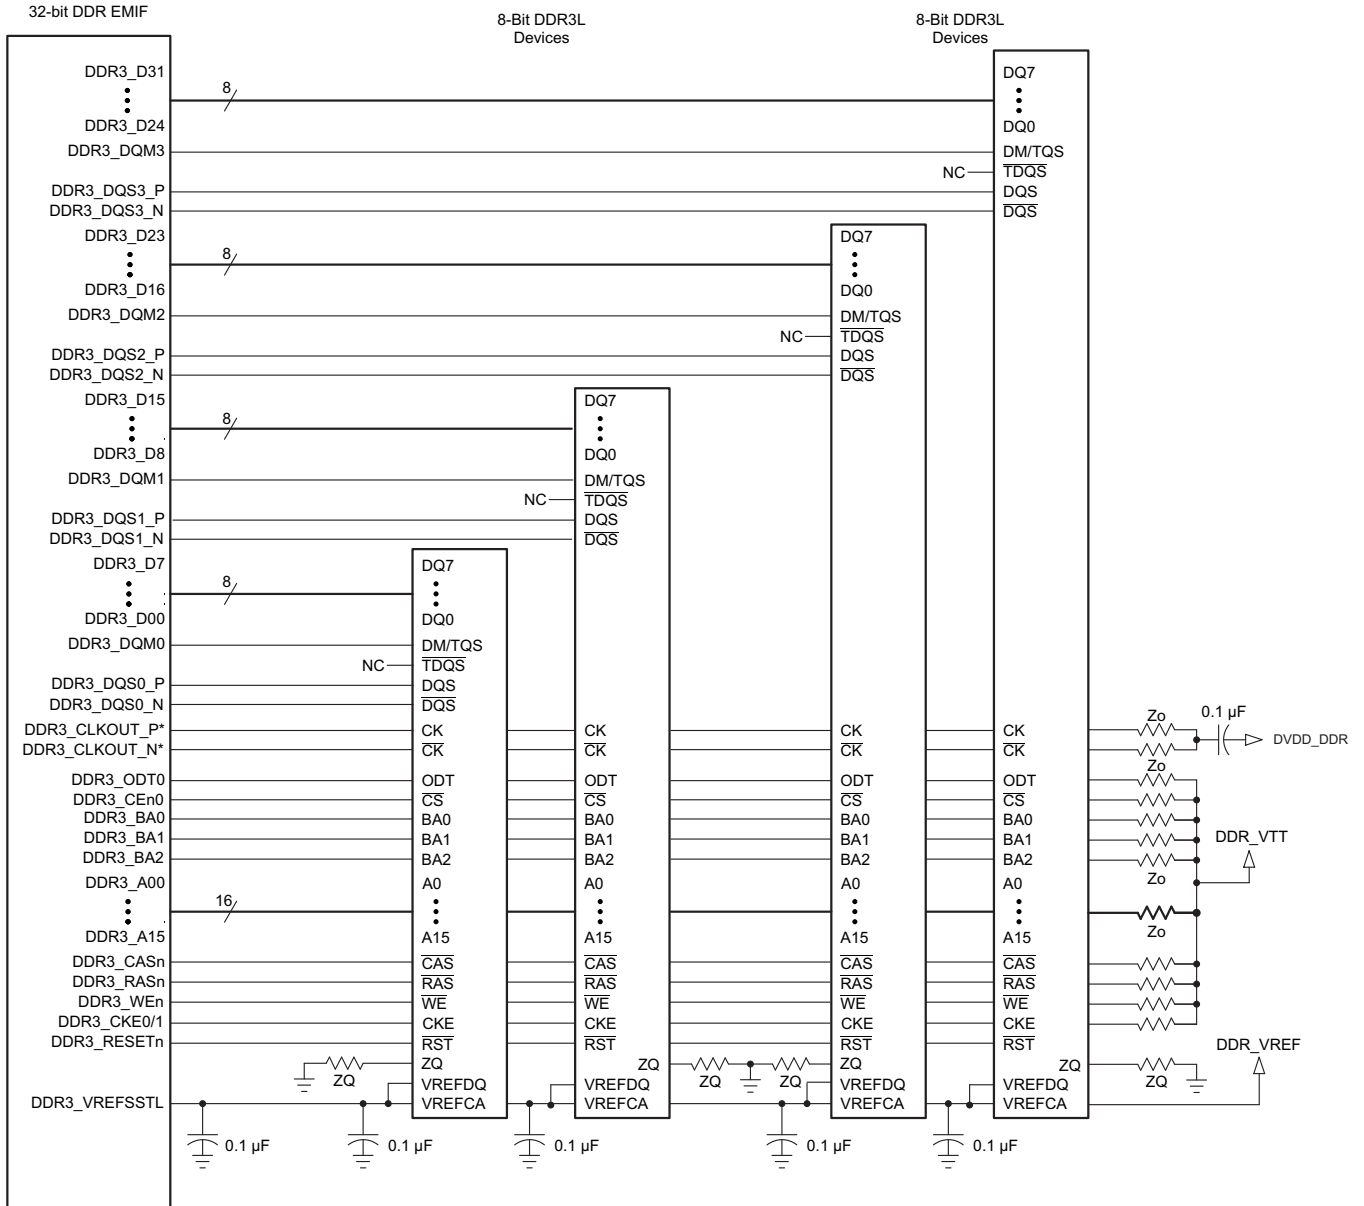 32-bit DDR EMIF
8-Bit DDR3L
Devices
8-Bit DDR3L
Devices
DDR3_D31
8
DQ7
DDR3_D24
DQ0
DDR3_DQM3
DM/TQS
NC
TDQS
DDR3_DQS3_P
DQS
DDR3_DQS3_N
DQS
DDR3_D23
8
DQ7
DDR3_D16
DQ0
DDR3_DQM2
DM/TQS
NC
TDQS
DDR3_DQS2_P
DQS
DDR3_DQS2_N
DQS
DDR3_D15
8
DQ7
DDR3_D8
DQ0
DDR3_DQM1
DM/TQS
NC
TDQS
DDR3_DQS1_P
DQS
DDR3_DQS1_N
DQS
DDR3_D7
8
DQ7
DDR3_D00
DQ0
DDR3_DQM0
DM/TQS
NC
TDQS
DDR3_DQS0_P
DQS
DDR3_DQS0_N
DQS
DDR3_CLKOUT_P* CK CK CK CK Zo 0.1 µF
DDR3_CLKOUT_N* CK CK CK CK Zo DVDD_DDR
DDR3_ODT0 ODT ODT ODT ODT
DDR3_CEn0 CS CS CS CS
DDR3_BA0 BA0 BA0 BA0 BA0
DDR3_BA1 BA1 BA1 BA1 BA1 DDR_VTT
DDR3_BA2 BA2 BA2 BA2 BA2 Zo
DDR3_A00 A0 A0 A0 A0
16 Zo
DDR3_A15 A15 A15 A15 A15
DDR3_CASn CAS CAS CAS CAS
DDR3_RASn RAS RAS RAS RAS
DDR3_WEn WE WE WE WE
DDR3_CKE0/1 CKE CKE CKE CKE
DDR3_RESETn RST RST RST RST DDR_VREF
ZQ ZQ ZQ ZQ
ZQ ZQ ZQ ZQ
VREFDQ VREFDQ VREFDQ VREFDQ
DDR3_VREFSSTL VREFCA VREFCA VREFCA VREFCA
0.1 µF 0.1 µF 0.1 µF 0.1 µF 0.1 µF